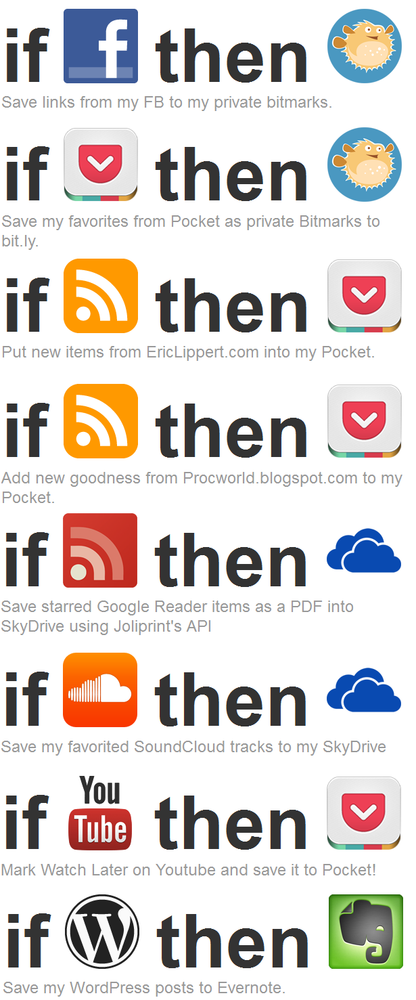 if then
Save links from my FB to my private bitmarks.
if then
Save my favorites from Pocket as private Bitmarks to
bit.ly.
if then
Put new items from EricLippert.com into my Pocket.
if then
Add new goodness from Procworld.blogspot.com to my
Pocket.
if then
Save starred Google Reader items as a PDF into
SkyDrive using Joliprint's API
if then
Save my favorited SoundCloud tracks to my SkyDrive
if You Tube then
Mark Watch Later on Youtube and save it to Pocket!
if then
Save my WordPress posts to Evernote.